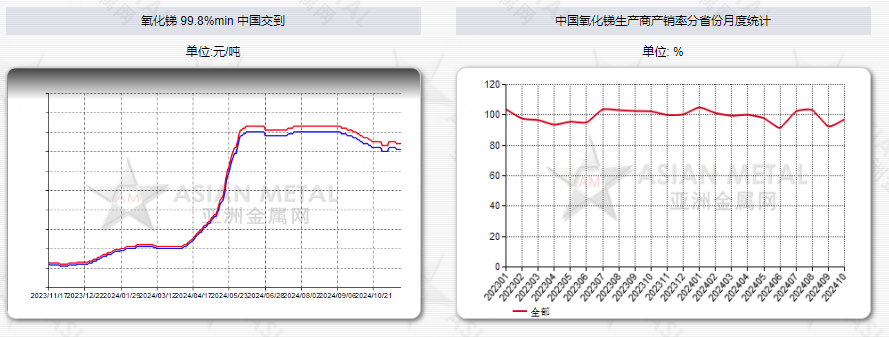 氧化锑 99.8%min 中国交到
单位:元/吨
ASIAN METAL
亚洲金属网
AM
2023/11/17 2023/12/22 2024/01/29 2024/03/12 2024/04/17 2024/05/23 2024/06/28 2024/08/02 2024/09/06 2024/10/21
中国氧化锑生产商产销率分省份月度统计
单位: %
120
100
80
60
40
20
0
ASIAN METAL
亚洲金属网
AM
202301 202302 202303 202304 202305 202306 202307 202308 202309 202310 202311 202312 202401 202402 202403 202404 202405 202406 202407 202408 202409 202410
全部